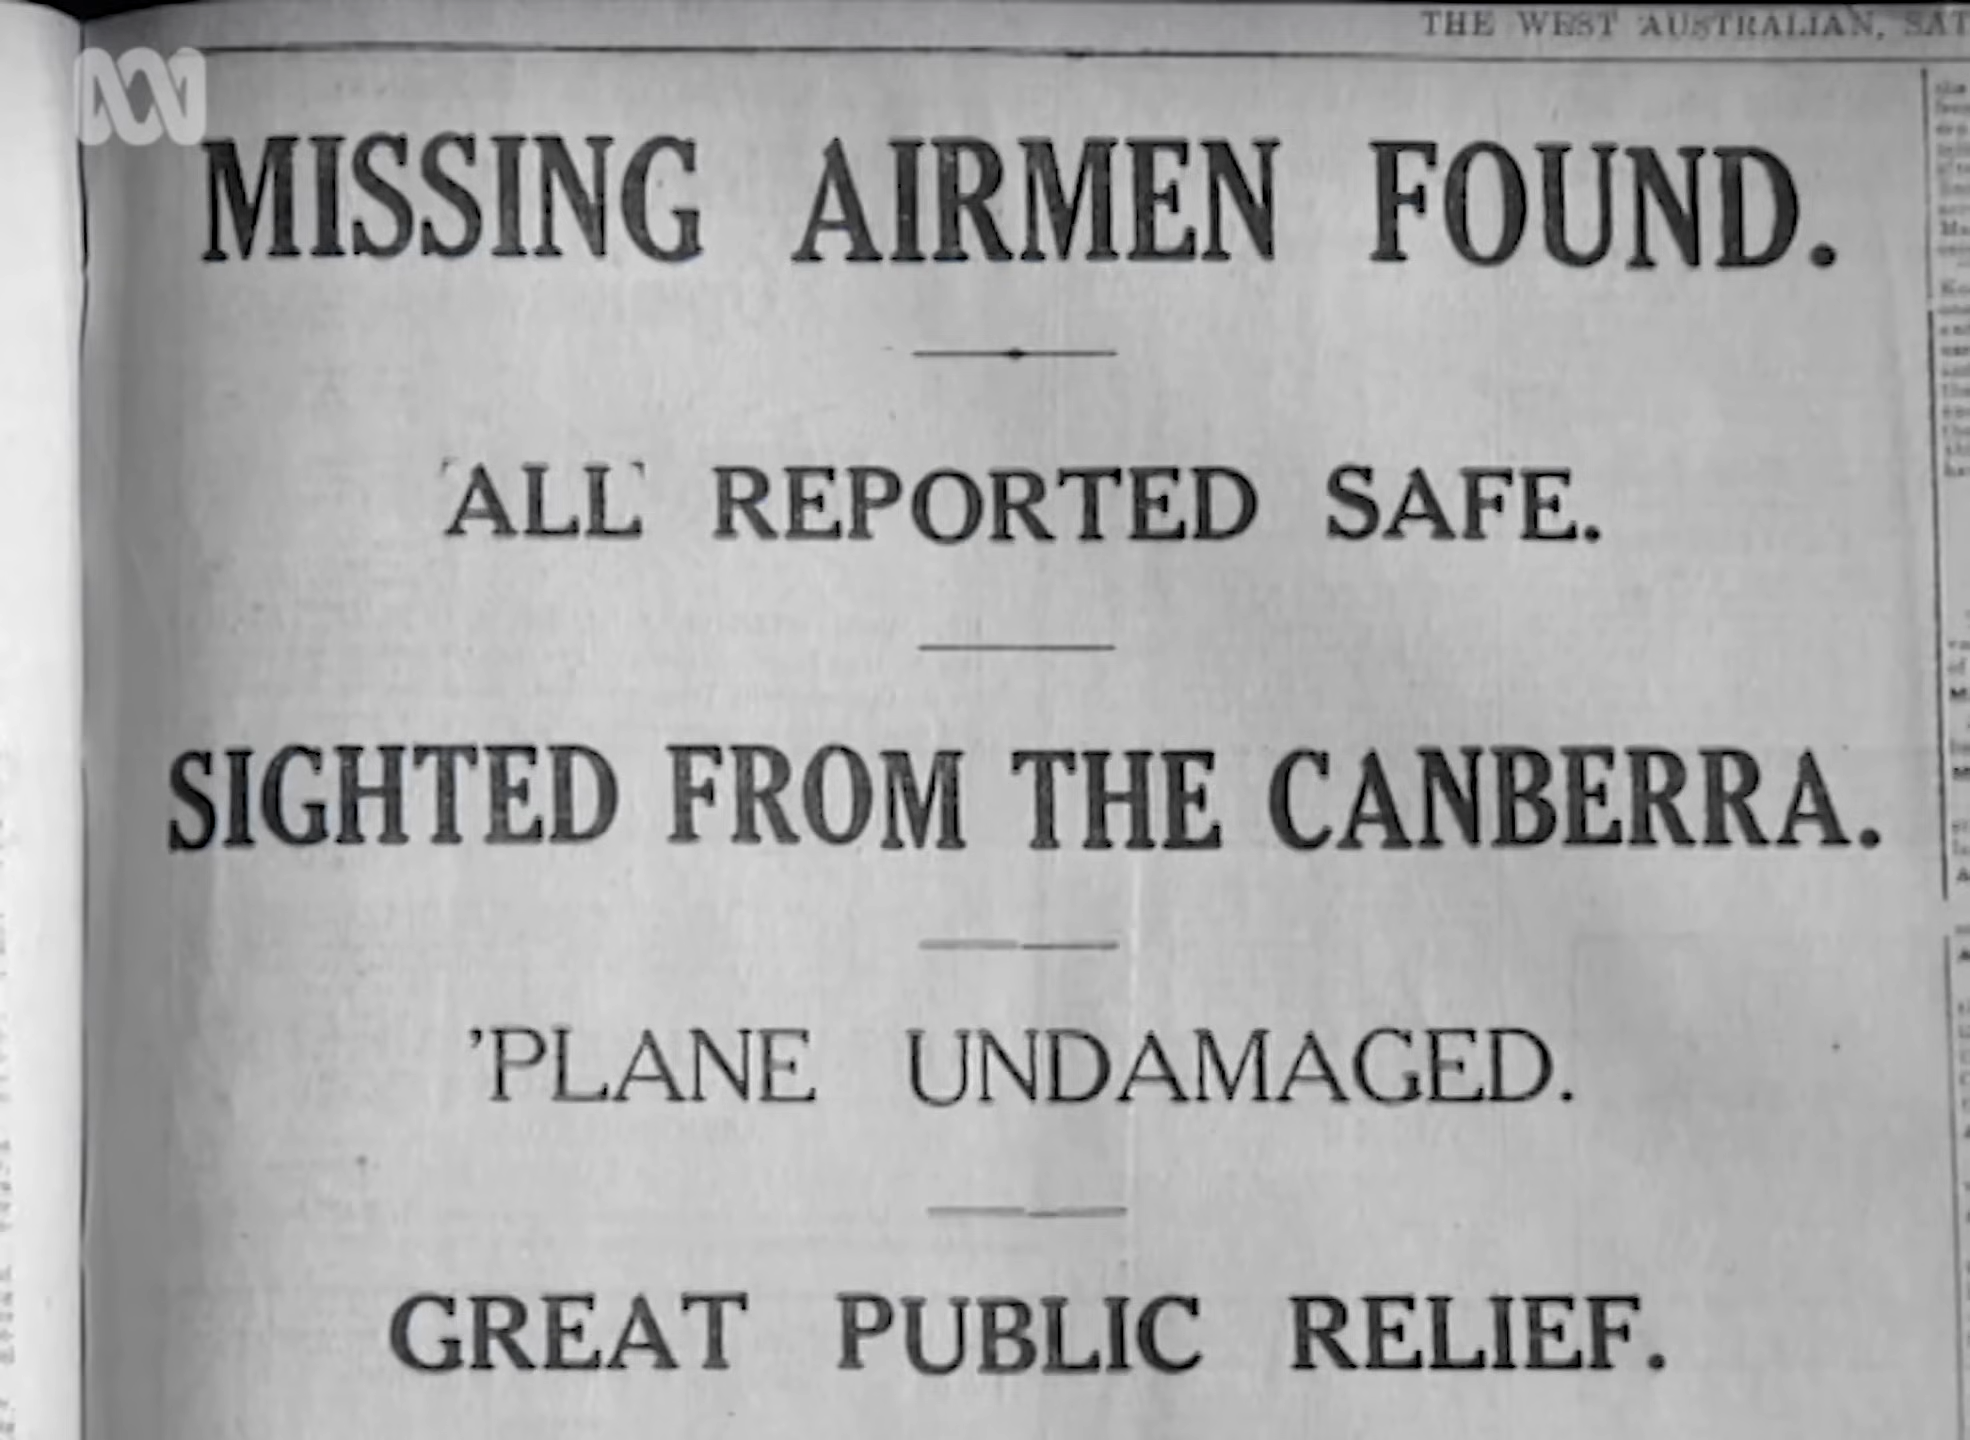 THE WEST AUSTRALIAN, SAT
MISSING AIRMEN FOUND.
ALL REPORTED SAFE.
SIGHTED FROM THE CANBERRA.
'PLANE UNDAMAGED.
GREAT PUBLIC RELIEF.